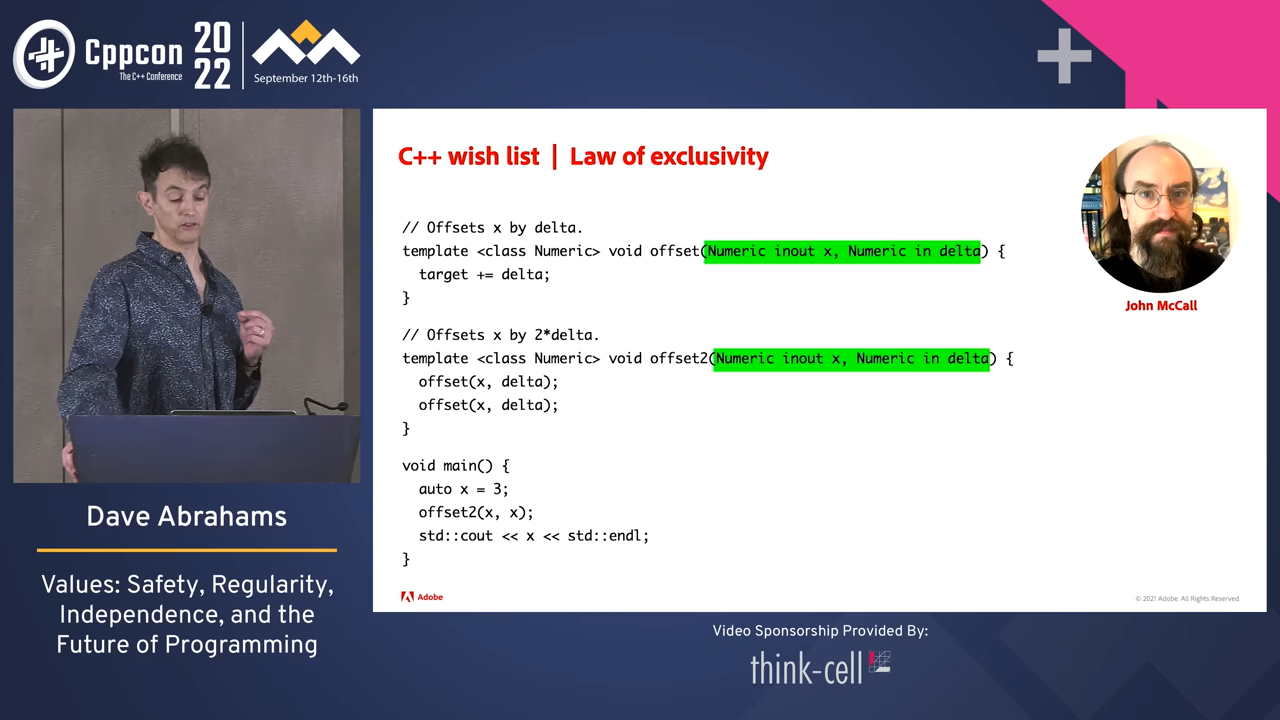 Cppcon
The C++ Conference
20
22
September 12th-16th
C++ wish list | Law of exclusivity
// Offsets x by delta.
template <class Numeric> void offset(Numeric inout x, Numeric in delta) {
target += delta;
}
// Offsets x by 2*delta.
template <class Numeric> void offset2(Numeric inout x, Numeric in delta) {
offset(x, delta);
offset(x, delta);
}
void main() {
auto x = 3;
offset2(x, x);
std::cout << x << std::endl;
}
John McCall
Adobe
© 2021 Adobe. All Rights Reserved.
Dave Abrahams
Values: Safety, Regularity,
Independence, and the
Future of Programming
Video Sponsorship Provided By:
think-cell